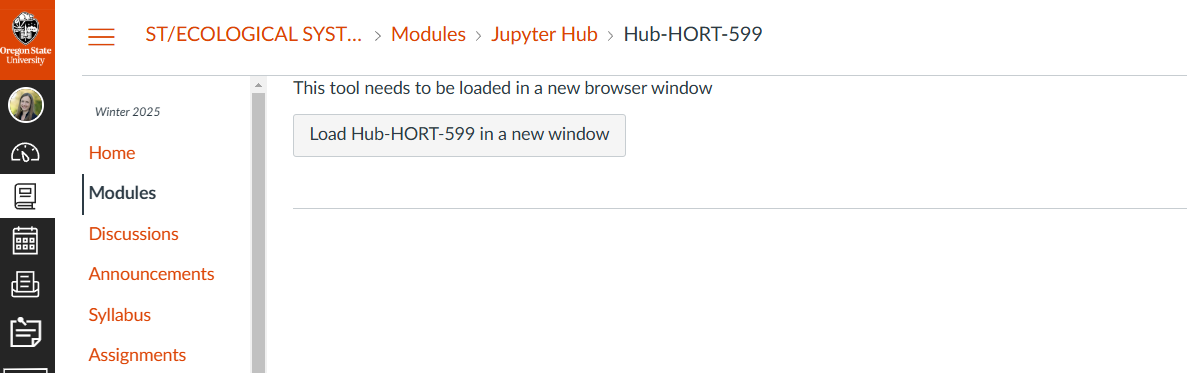 Oregon State
University
ST/ECOLOGICAL SYST... > Modules > Jupyter Hub > Hub-HORT-599
This tool needs to be loaded in a new browser window
Load Hub-HORT-599 in a new window
Winter 2025
Home
Modules
Discussions
Announcements
Syllabus
Assignments